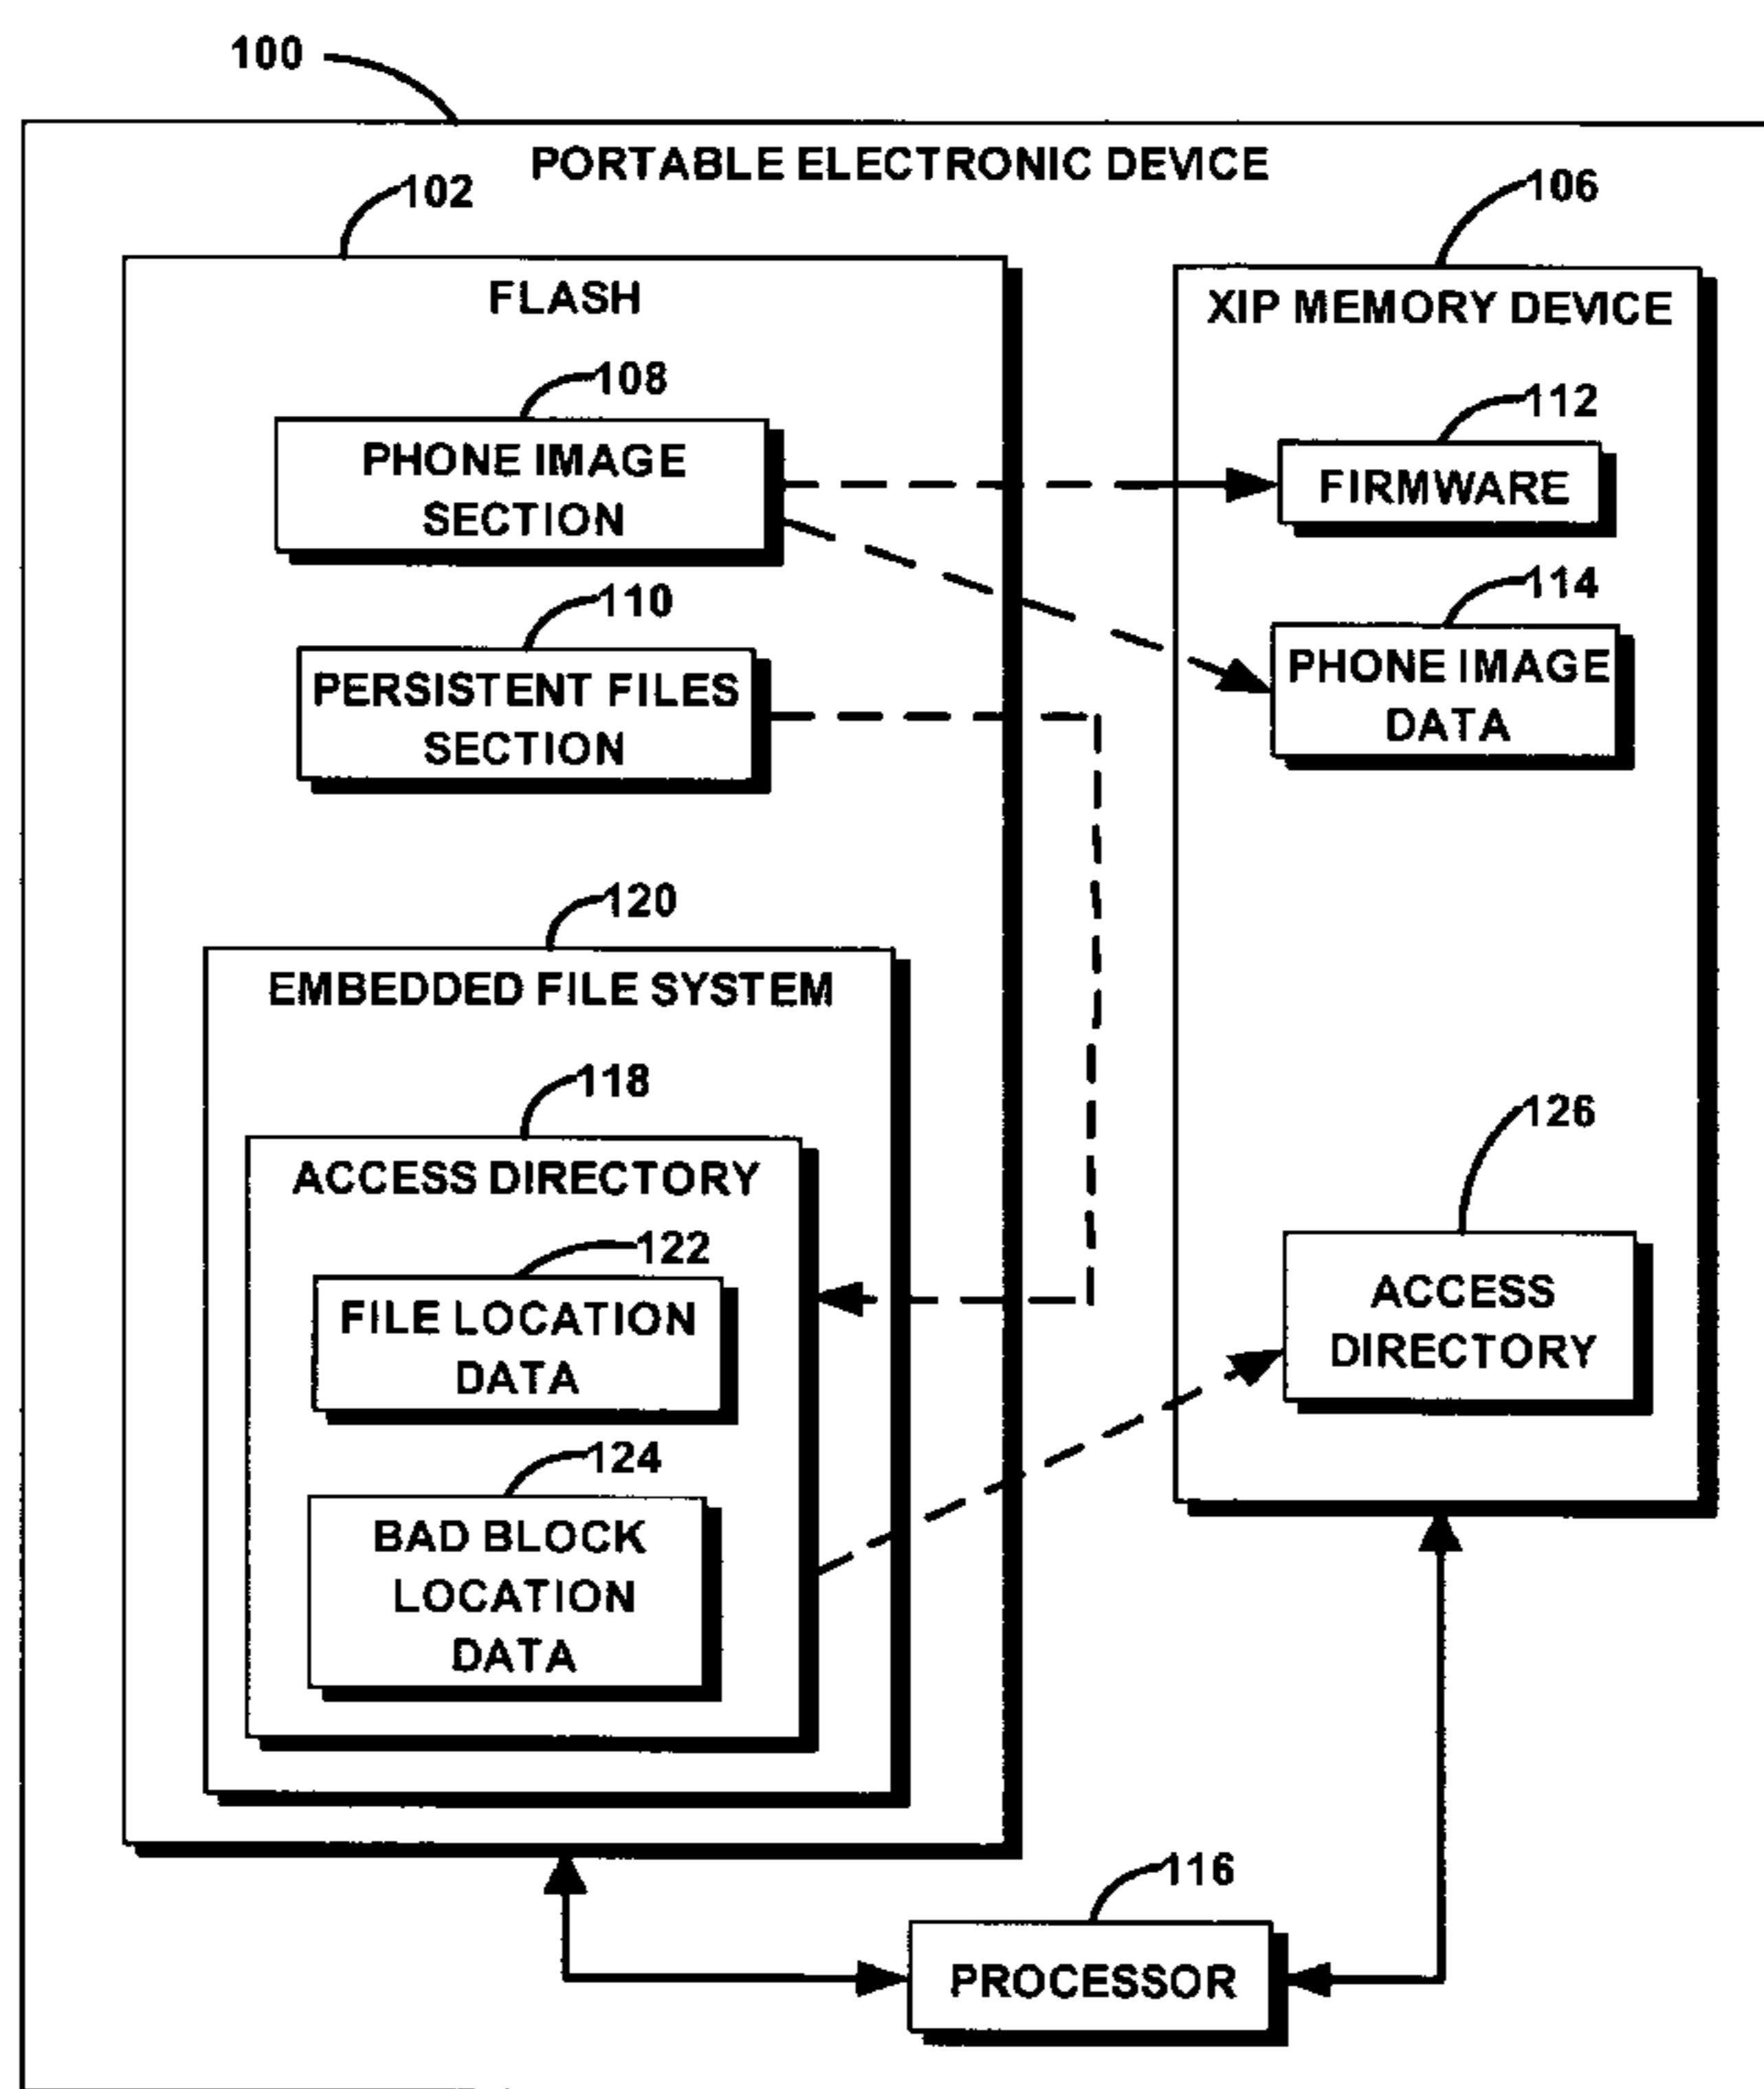 100
PORTABLE ELECTRONIC DEVICE
102
FLASH
108
PHONE IMAGE
SECTION
110
PERSISTENT FILES
SECTION
120
EMBEDDED FILE SYSTEM
118
ACCESS DIRECTORY
122
FILE LOCATION
DATA
124
BAD BLOCK
LOCATION
DATA
106
XIP MEMORY DEVICE
112
FIRMWARE
114
PHONE IMAGE
DATA
126
ACCESS
DIRECTORY
116
PROCESSOR